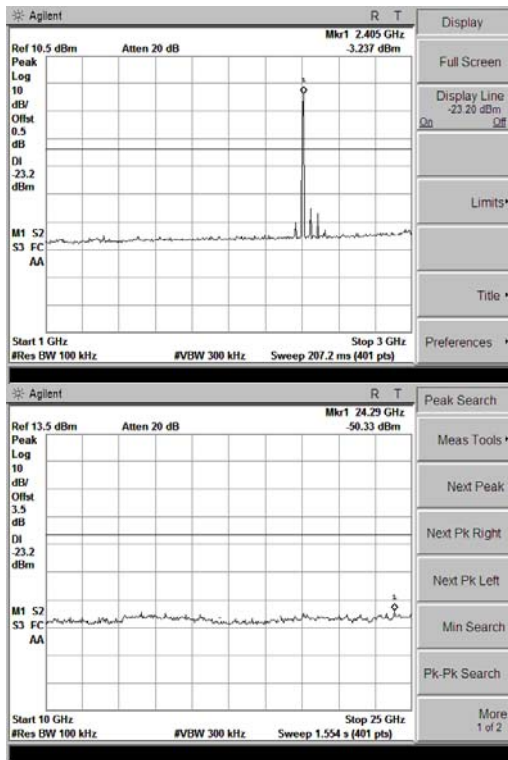 Agilent R T
Mkr1 2.405 GHz
Ref 10.5 dBm Atten 20 dB -3.237 dBm
Peak
Log
10
dB/
Offst
0.5
dB
DI
-23.2
dBm
1
M1 S2
S3 FC
AA
Start 1 GHz Stop 3 GHz
#Res BW 100 kHz #VBW 300 kHz Sweep 207.2 ms (401 pts)
Display
Full Screen
Display Line
-23.20 dBm
On Off
Limits
Title
Preferences
Agilent R T
Mkr1 24.29 GHz
Ref 13.5 dBm Atten 20 dB -50.33 dBm
Peak
Log
10
dB/
Offst
3.5
dB
DI
-23.2
dBm
1
M1 S2
S3 FC
AA
Start 10 GHz Stop 25 GHz
#Res BW 100 kHz #VBW 300 kHz Sweep 1.554 s (401 pts)
Peak Search
Meas Tools
Next Peak
Next Pk Right
Next Pk Left
Min Search
Pk-Pk Search
More
1 of 2